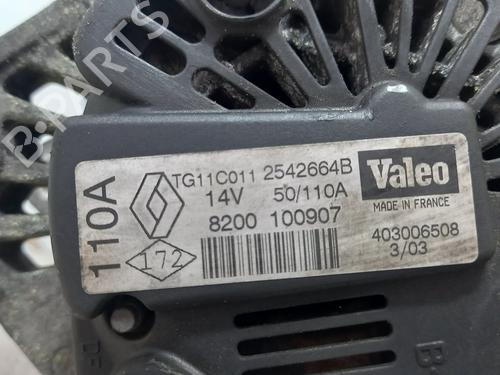 B-PARTS
110A
TG11C011 2542664B
14V 50/110A
8200 100907
172
Valeo
MADE IN FRANCE
403006508
3/03